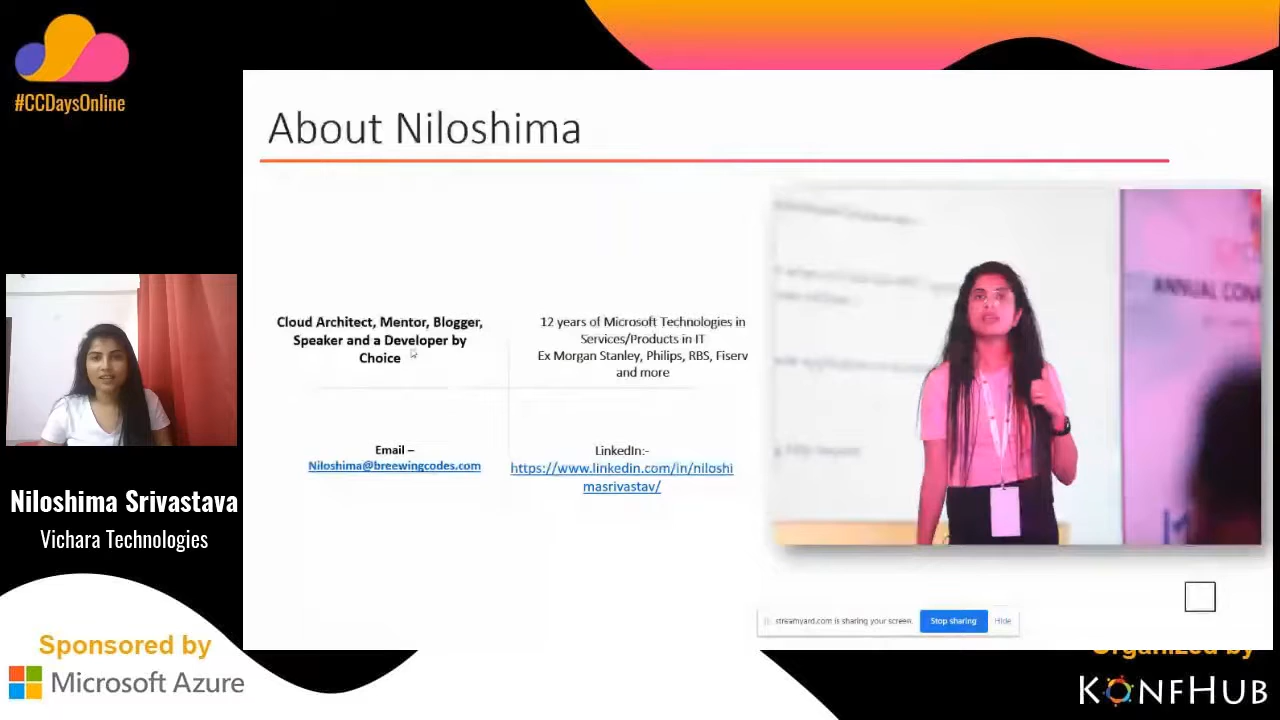 #CCDaysOnline
About Niloshima
Cloud Architect, Mentor, Blogger,
Speaker and a Developer by
Choice
12 years of Microsoft Technologies in
Services/Products in IT
Ex Morgan Stanley, Philips, RBS, Fiserv
and more
Email –
Niloshima@breewingcodes.com
LinkedIn:-
https://www.linkedin.com/in/niloshi
masrivastav/
ANNUAL CON
Niloshima Srivastava
Vichara Technologies
streamyard.com is sharing your screen.
Stop sharing
Hide
Sponsored by
Microsoft Azure
Organized by
KONFHUB